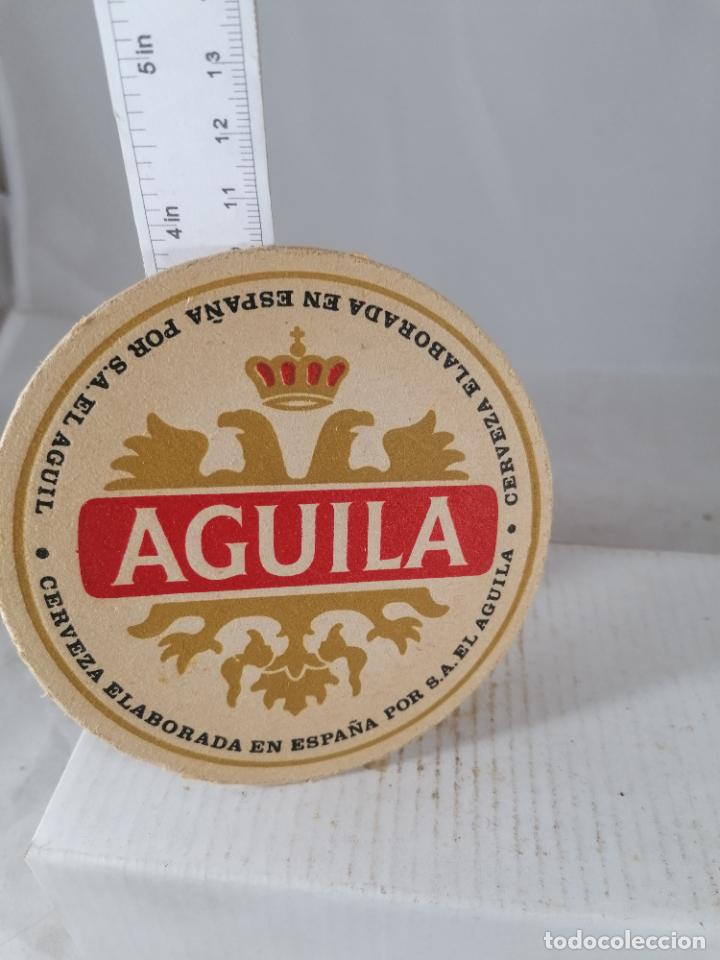 5 in
13
12
4 in
11
CERVEZA ELABORADA EN ESPAÑA POR S.A. EL AGUIL
AGUILA
CERVEZA ELABORADA EN ESPAÑA POR S.A. EL AGUILA
todocoleccion